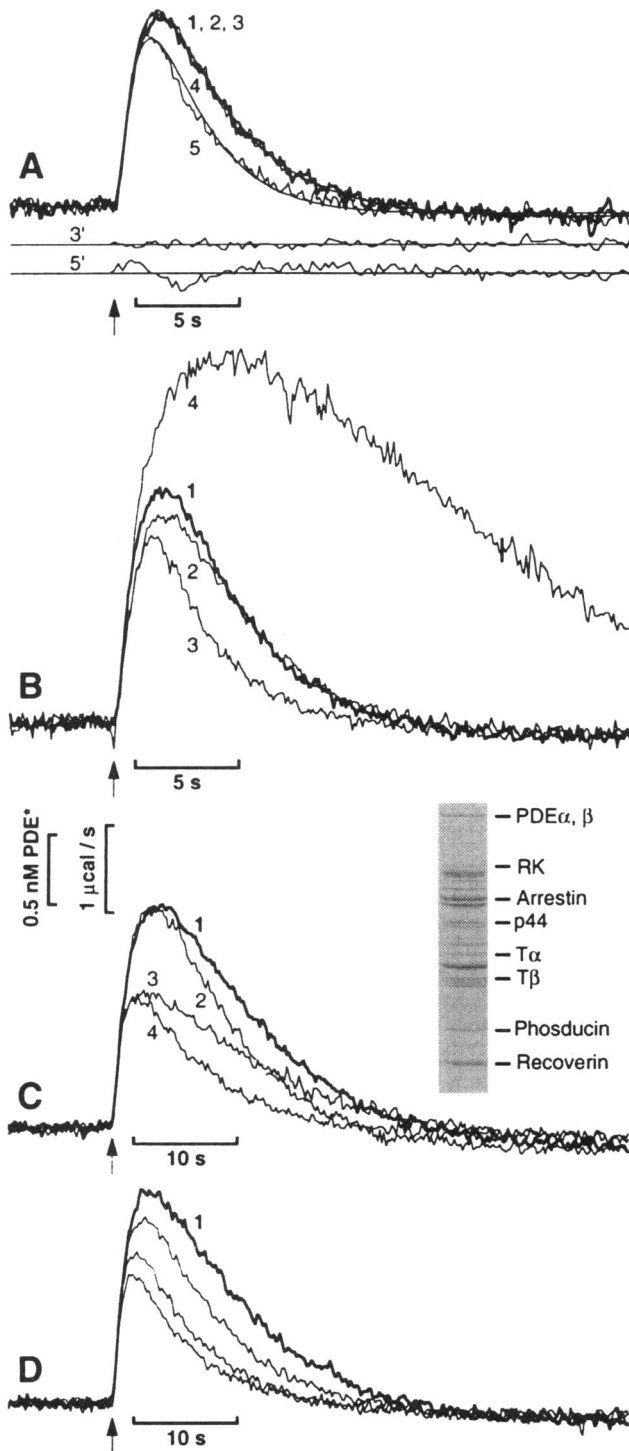 1, 2, 3
4
5
A
3'
5'
5 s
4
1
2
3
B
5 s
0.5 nM PDE*
1 μcal / s
PDEα, β
RK
Arrestin
p44
Tα
Tβ
Phosducin
Recoverin
1
2
3
4
C
10 s
1
D
10 s